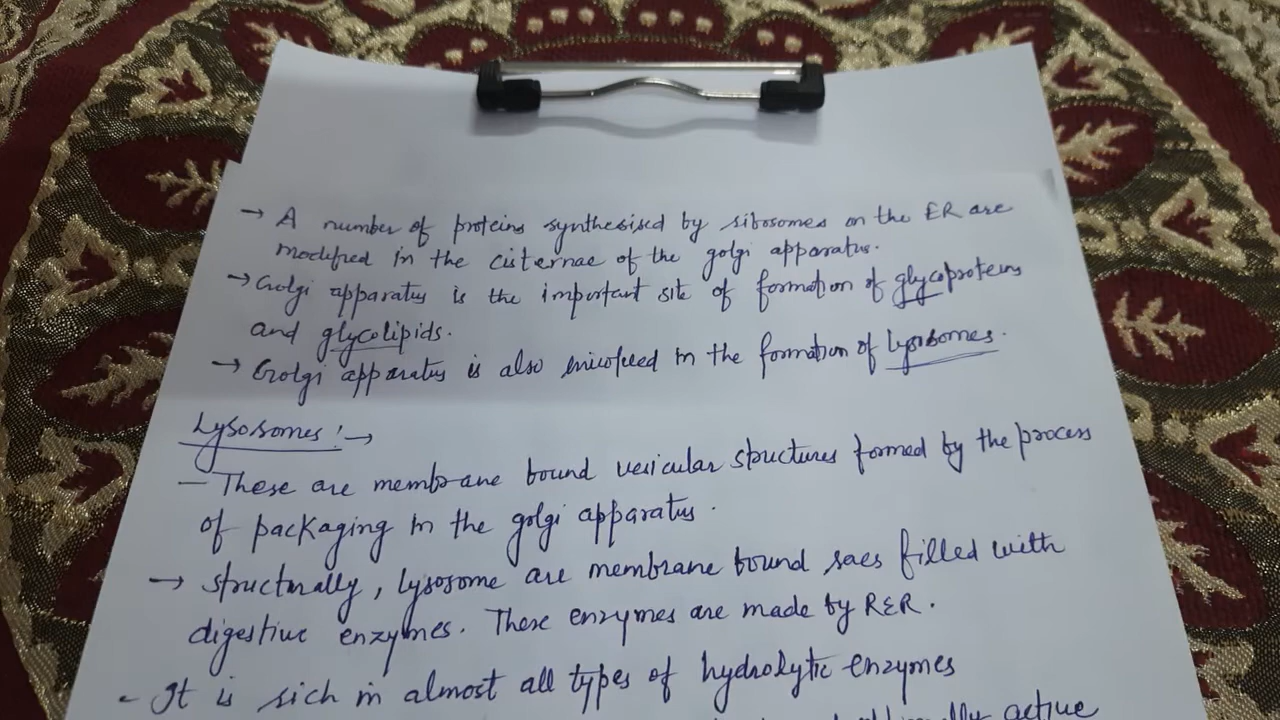 → A number of proteins synthesised by ribosomes on the ER are
modified in the cisternae of the golgi apparatus.
→ Golgi apparatus is the important site of formation of glycoproteins
and glycolipids.
→ Golgi apparatus is also involved in the formation of lysosomes.
Lysosomes :→
– These are membrane bound vesicular structures formed by the process
of packaging in the golgi apparatus.
→ structurally, lysosome are membrane bound sacs filled with
digestive enzymes. These enzymes are made by RER.
- It is rich in almost all types of hydrolytic enzymes
active